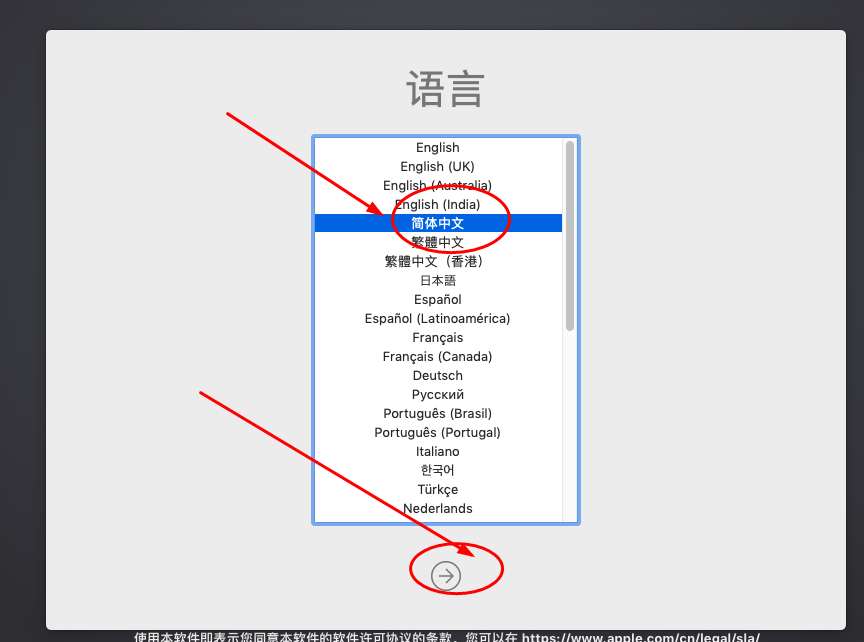 语言
English
English (UK)
English (Australia)
English (India)
简体中文
繁體中文
繁體中文（香港）
日本語
Español
Español (Latinoamérica)
Français
Français (Canada)
Deutsch
Русский
Português (Brasil)
Português (Portugal)
Italiano
한국어
Türkçe
Nederlands
使用本软件即表示您同意本软件的软件许可协议的条款，您可以在 https://www.apple.com/cn/legal/sla/